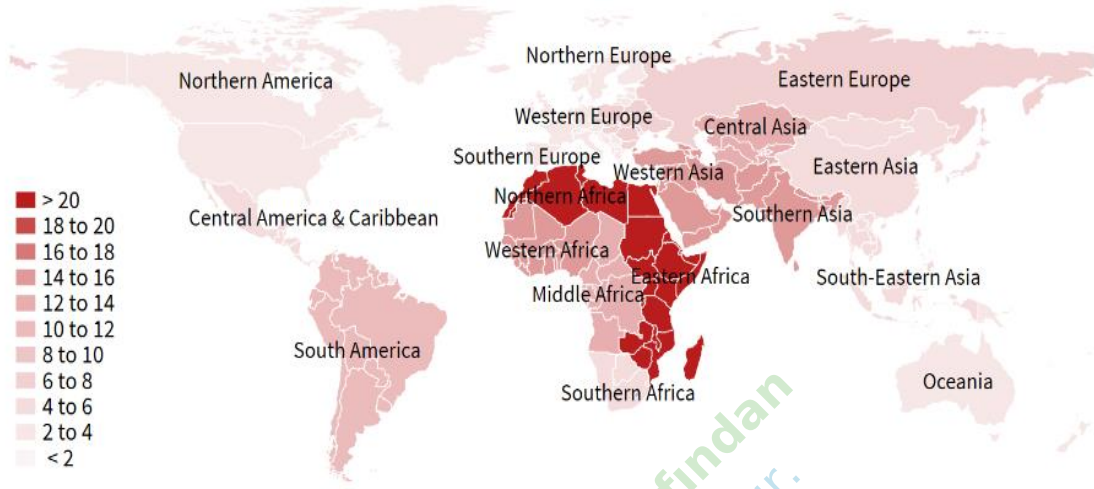 Northern Europe
Northern America
Eastern Europe
Western Europe
Central Asia
Southern Europe
Eastern Asia
Western Asia
Northern Africa
Central America & Caribbean
Southern Asia
Western Africa
Eastern Africa
South-Eastern Asia
Middle Africa
South America
Oceania
Southern Africa
> 20
18 to 20
16 to 18
14 to 16
12 to 14
10 to 12
8 to 10
6 to 8
4 to 6
2 to 4
< 2
fından